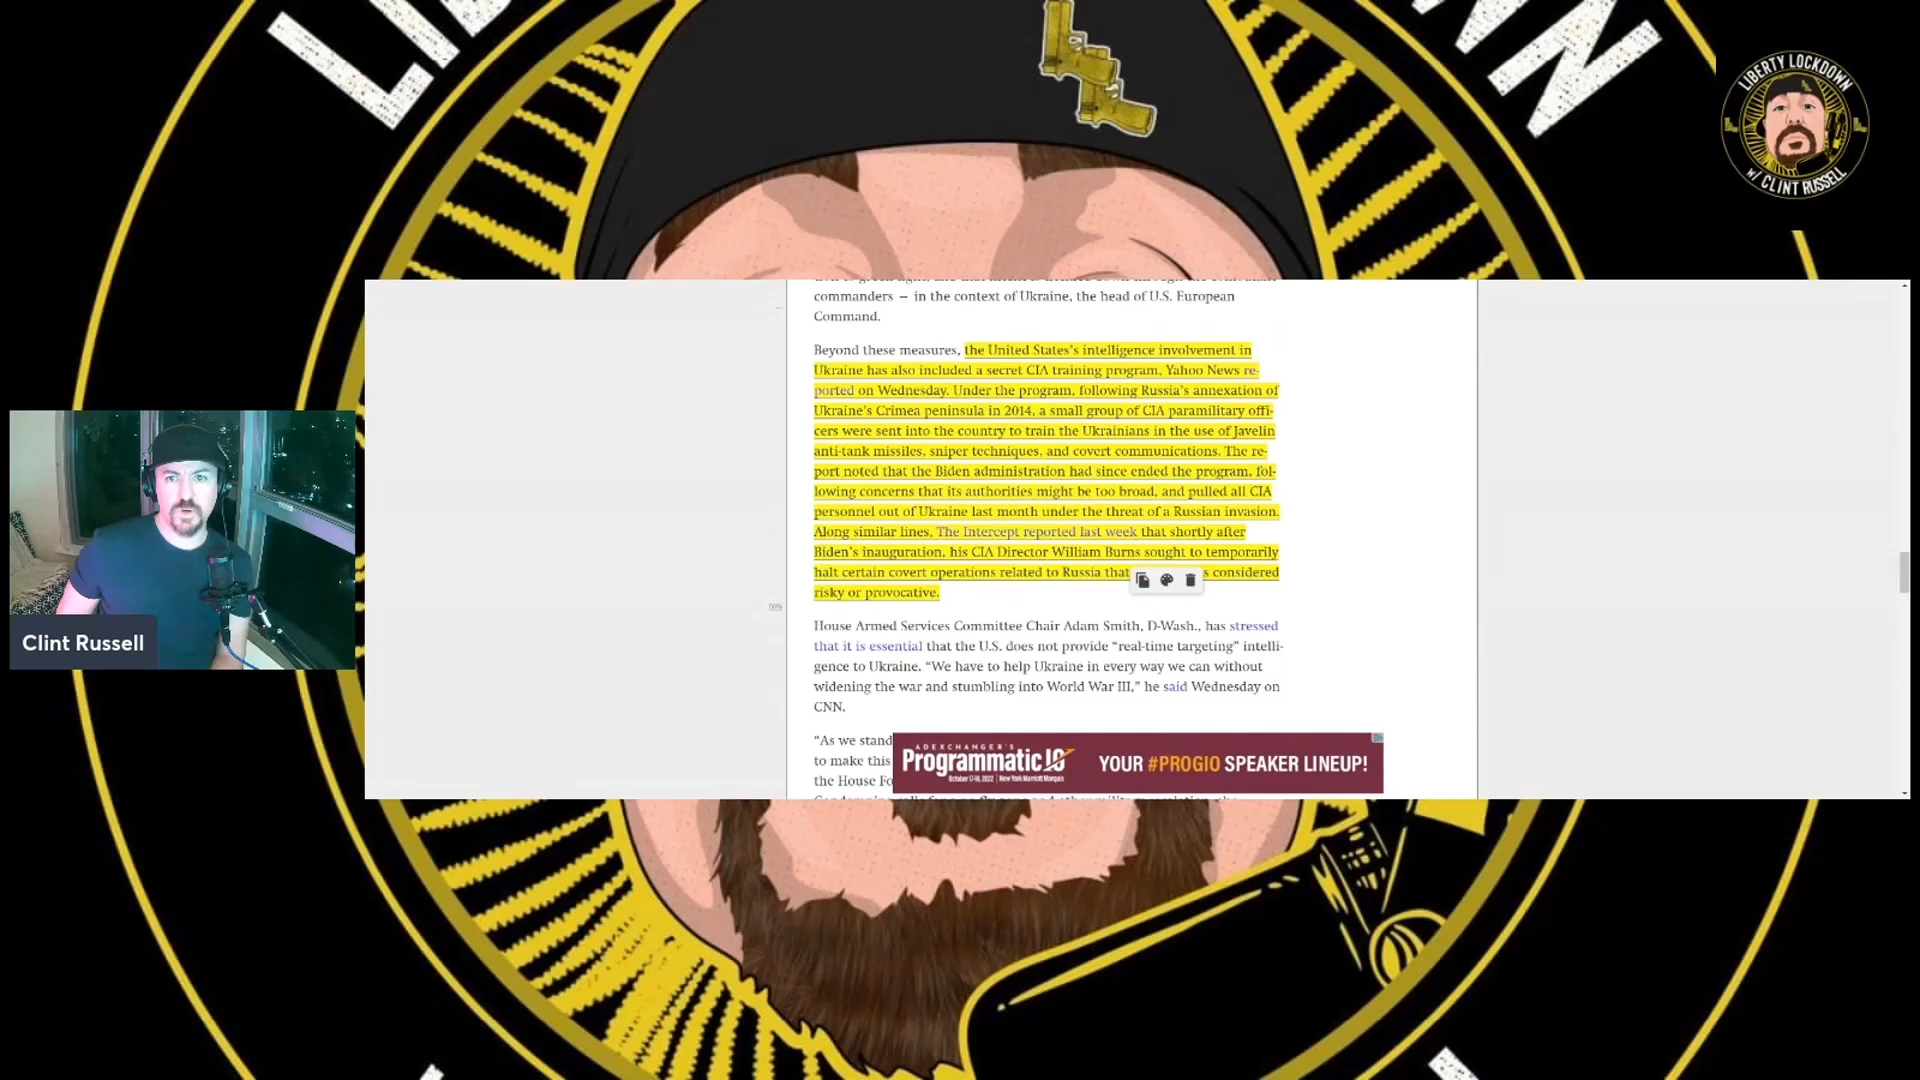 LIBERTY LOCKDOWN
W/ CLINT RUSSELL
commanders — in the context of Ukraine, the head of U.S. European
Command.
Beyond these measures, the United States's intelligence involvement in
Ukraine has also included a secret CIA training program, Yahoo News re-
ported on Wednesday. Under the program, following Russia's annexation of
Ukraine's Crimea peninsula in 2014, a small group of CIA paramilitary offi-
cers were sent into the country to train the Ukrainians in the use of Javelin
anti-tank missiles, sniper techniques, and covert communications. The re-
port noted that the Biden administration had since ended the program, fol-
lowing concerns that its authorities might be too broad, and pulled all CIA
personnel out of Ukraine last month under the threat of a Russian invasion.
Along similar lines, The Intercept reported last week that shortly after
Biden's inauguration, his CIA Director William Burns sought to temporarily
halt certain covert operations related to Russia that s considered
risky or provocative.
90%
House Armed Services Committee Chair Adam Smith, D-Wash., has stressed
that it is essential that the U.S. does not provide “real-time targeting” intelli-
gence to Ukraine. “We have to help Ukraine in every way we can without
widening the war and stumbling into World War III,” he said Wednesday on
CNN.
“As we stand
to make this
the House Fo
ADEXCHANGER'S
Programmatic IO
October 17-18, 2022 | New York Marriott Marquis
YOUR #PROGIO SPEAKER LINEUP!
Clint Russell